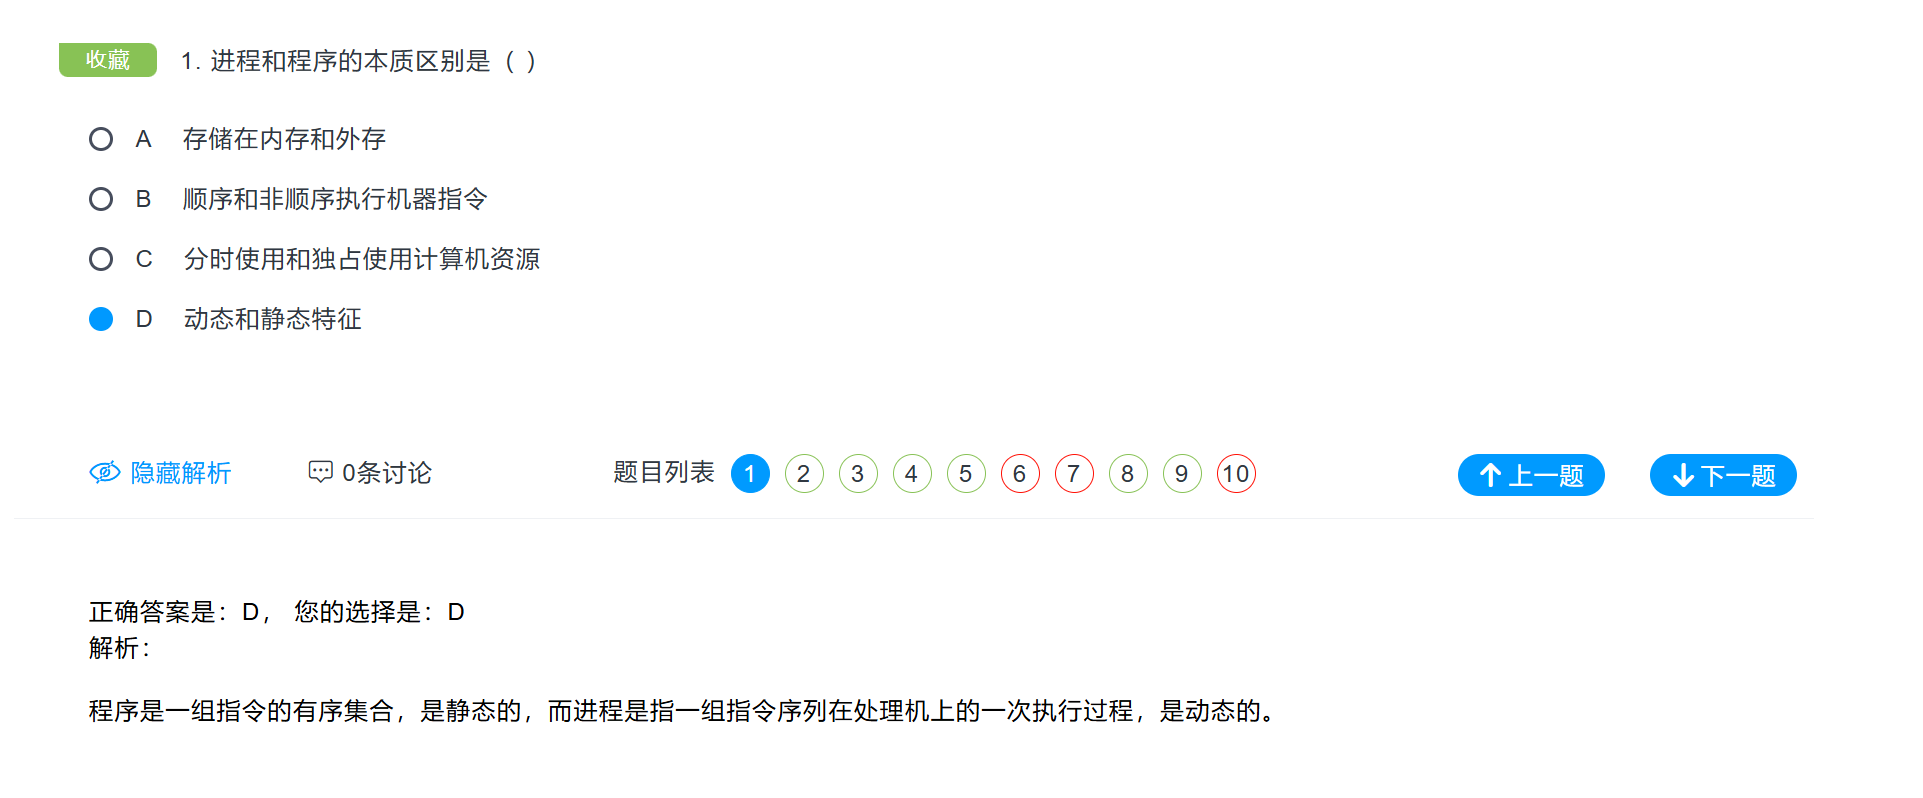 收藏 1. 进程和程序的本质区别是（ ）
A 存储在内存和外存
B 顺序和非顺序执行机器指令
C 分时使用和独占使用计算机资源
D 动态和静态特征
隐藏解析 0条讨论 题目列表 1 2 3 4 5 6 7 8 9 10 上一题 下一题
正确答案是：D， 您的选择是：D
解析：
程序是一组指令的有序集合，是静态的，而进程是指一组指令序列在处理机上的一次执行过程，是动态的。